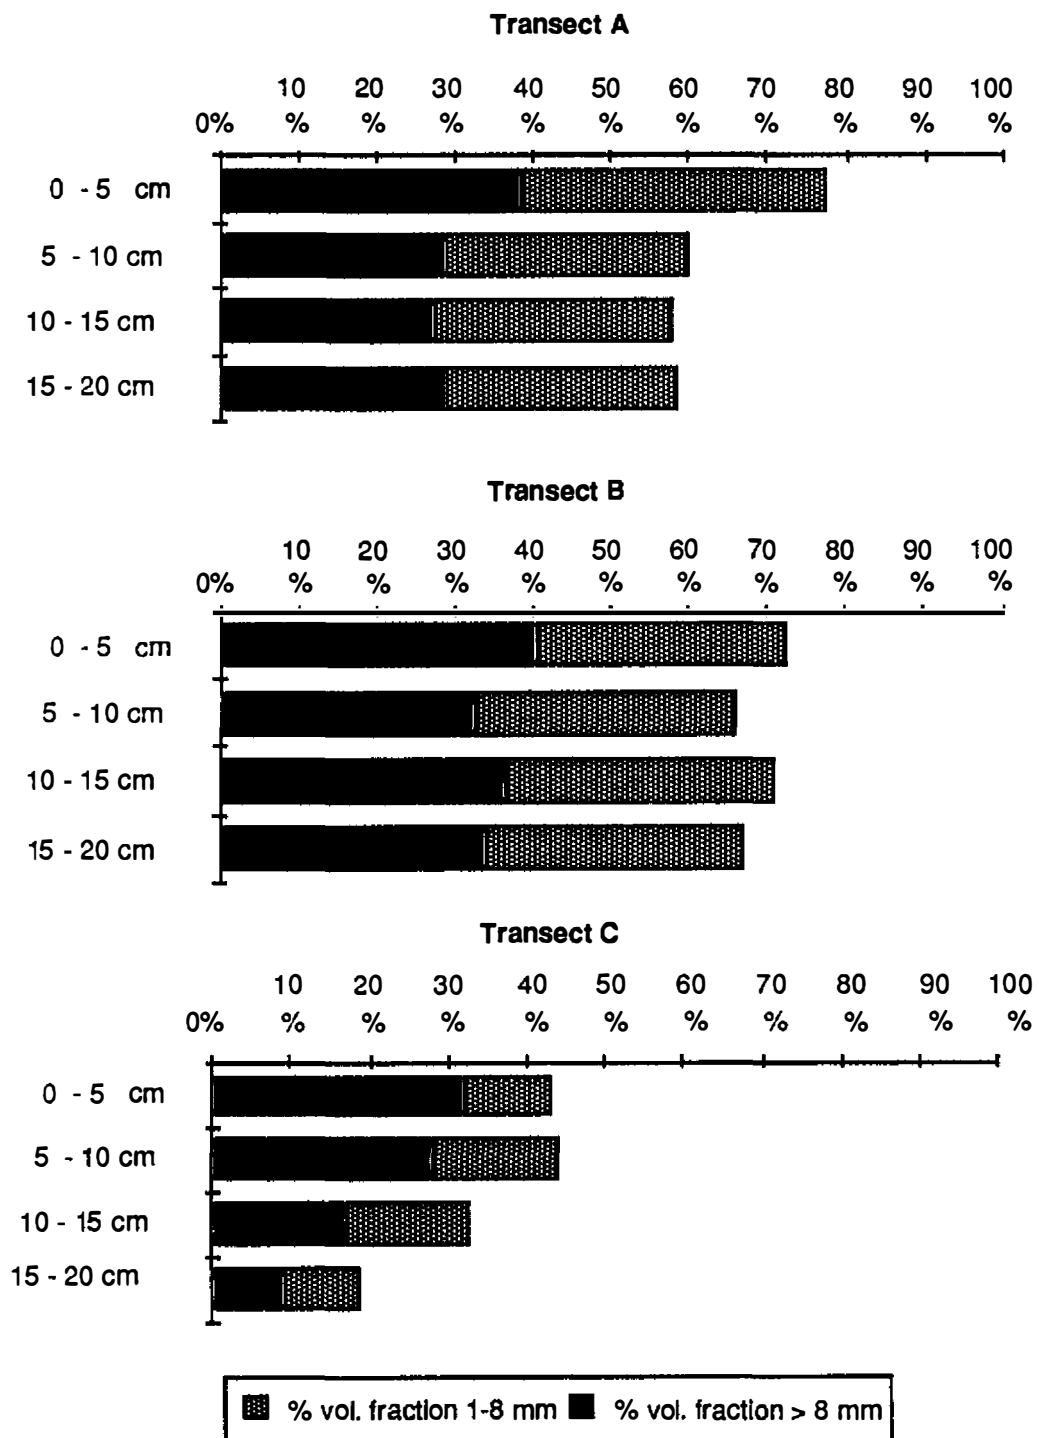 Transect A
10 20 30 40 50 60 70 80 90 100
0% % % % % % % % % % %
0 - 5 cm
5 - 10 cm
10 - 15 cm
15 - 20 cm
Transect B
10 20 30 40 50 60 70 80 90 100
0% % % % % % % % % % %
0 - 5 cm
5 - 10 cm
10 - 15 cm
15 - 20 cm
Transect C
10 20 30 40 50 60 70 80 90 100
0% % % % % % % % % % %
0 - 5 cm
5 - 10 cm
10 - 15 cm
15 - 20 cm
% vol. fraction 1-8 mm % vol. fraction > 8 mm